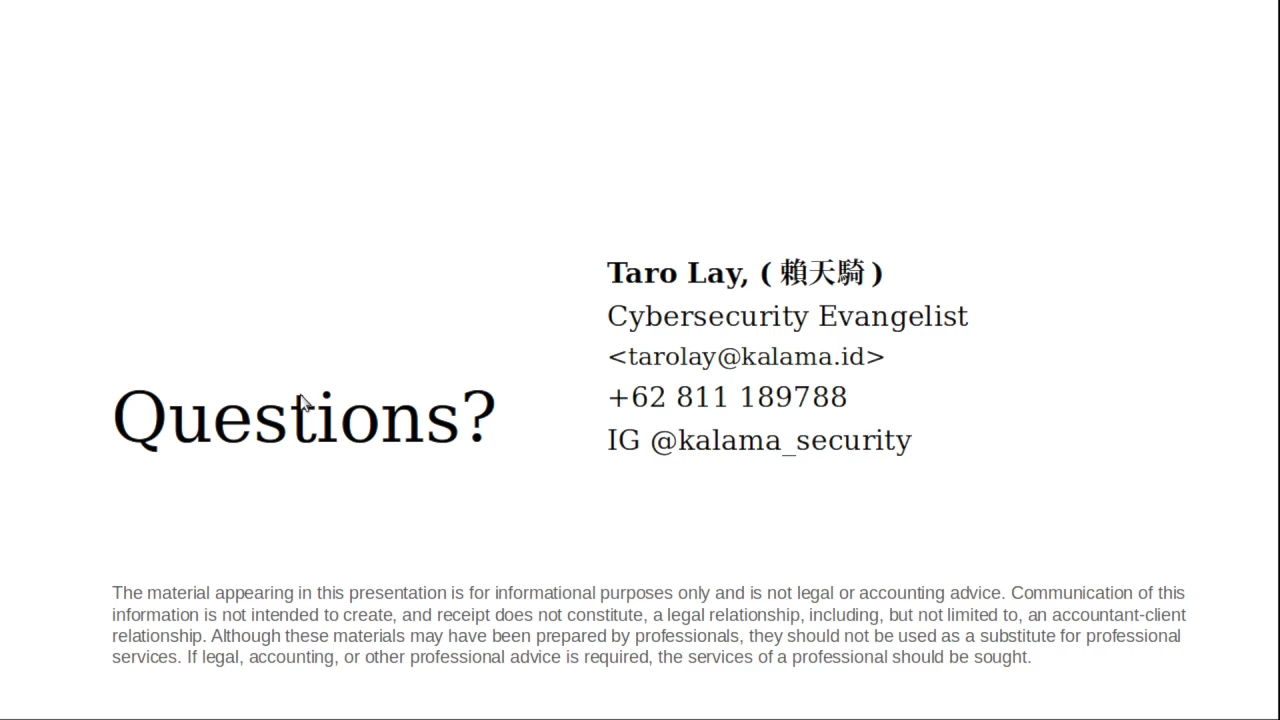 Questions?
Taro Lay, ( 賴天騎 )
Cybersecurity Evangelist
<tarolay@kalama.id>
+62 811 189788
IG @kalama_security
The material appearing in this presentation is for informational purposes only and is not legal or accounting advice. Communication of this
information is not intended to create, and receipt does not constitute, a legal relationship, including, but not limited to, an accountant-client
relationship. Although these materials may have been prepared by professionals, they should not be used as a substitute for professional
services. If legal, accounting, or other professional advice is required, the services of a professional should be sought.